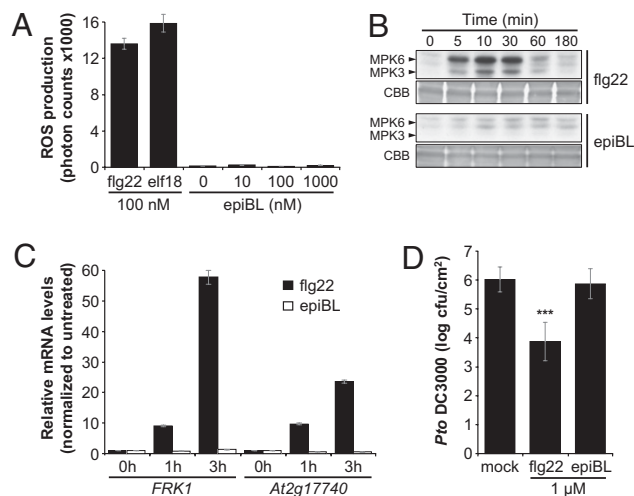 A
ROS production
(photon counts x1000)
16
12
8
4
0
flg22 elf18 0 10 100 1000
100 nM epiBL (nM)
B
Time (min)
0 5 10 30 60 180
MPK6
MPK3
CBB
flg22
MPK6
MPK3
CBB
epiBL
C
Relative mRNA levels
(normalized to untreated)
60
50
40
30
20
10
0
flg22
epiBL
0h 1h 3h 0h 1h 3h
FRK1 At2g17740
D
Pto DC3000 (log cfu/cm²)
7
6
5
4
3
2
1
0
***
mock flg22 epiBL
1 µM